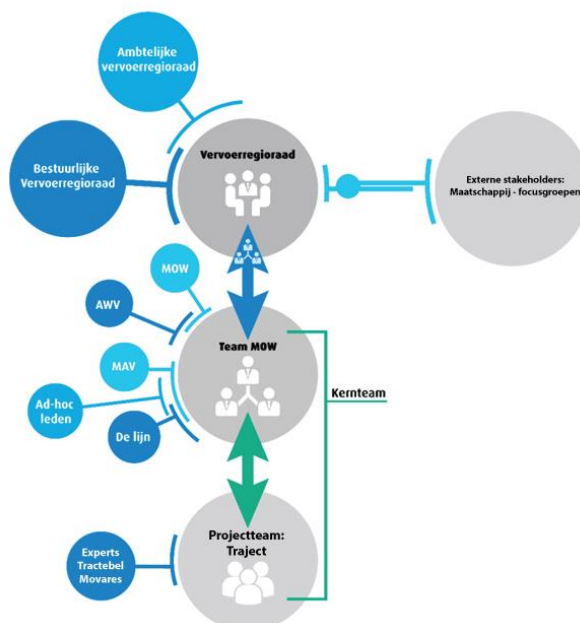 Ambtelijke
vervoerregioraad
Bestuurlijke
Vervoerregioraad
Vervoerregioraad
Externe stakeholders:
Maatschappij - focusgroepen
MOW
AWV
Team MOW
MAV
Ad-hoc
leden
De lijn
Kernteam
Projectteam:
Traject
Experts
Tractebel
Movares